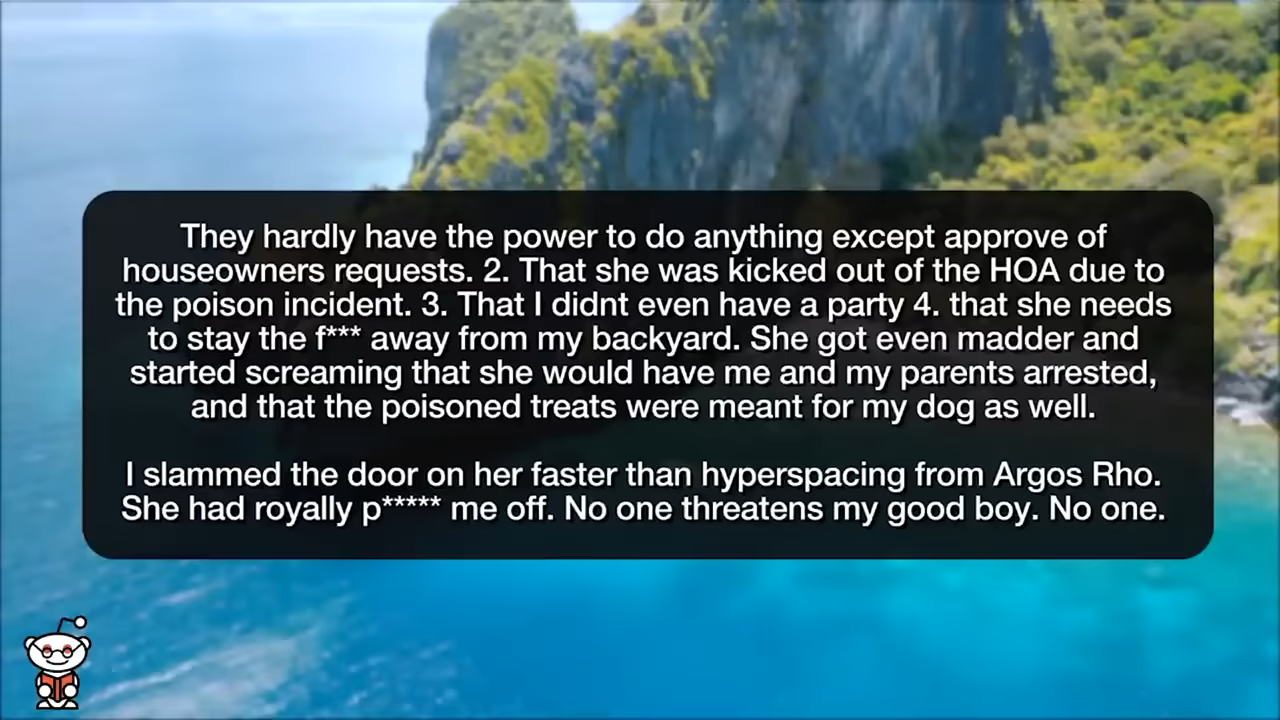 They hardly have the power to do anything except approve of
houseowners requests. 2. That she was kicked out of the HOA due to
the poison incident. 3. That I didnt even have a party 4. that she needs
to stay the f*** away from my backyard. She got even madder and
started screaming that she would have me and my parents arrested,
and that the poisoned treats were meant for my dog as well.
I slammed the door on her faster than hyperspacing from Argos Rho.
She had royally p***** me off. No one threatens my good boy. No one.